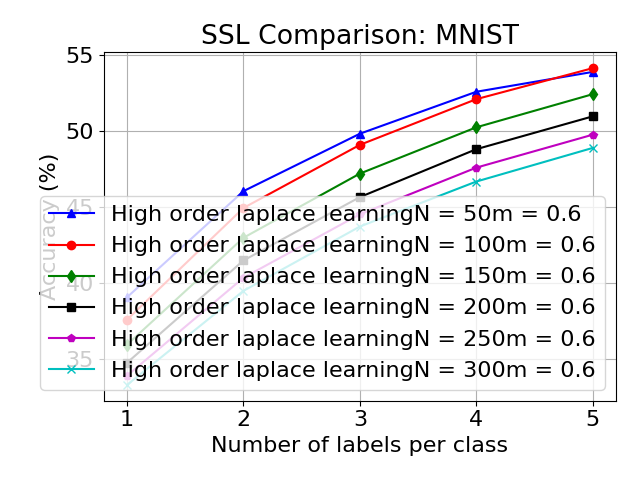 SSL Comparison: MNIST
55
50
45
40
35
Accuracy (%)
High order laplace learningN = 50m = 0.6
High order laplace learningN = 100m = 0.6
High order laplace learningN = 150m = 0.6
High order laplace learningN = 200m = 0.6
High order laplace learningN = 250m = 0.6
High order laplace learningN = 300m = 0.6
1 2 3 4 5
Number of labels per class